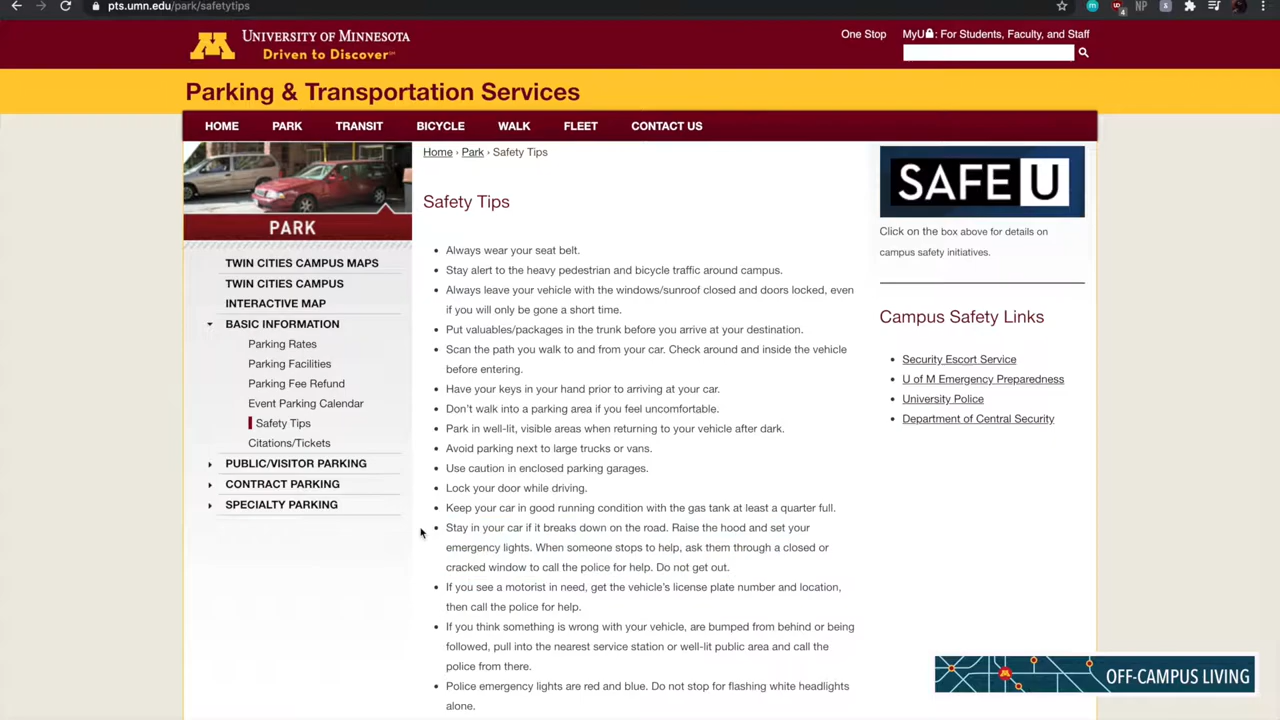 pts.umn.edu/park/safetytips
UNIVERSITY OF MINNESOTA
Driven to Discover
One Stop
MyU: For Students, Faculty, and Staff
Parking & Transportation Services
HOME PARK TRANSIT BICYCLE WALK FLEET CONTACT US
PARK
TWIN CITIES CAMPUS MAPS
TWIN CITIES CAMPUS
INTERACTIVE MAP
BASIC INFORMATION
Parking Rates
Parking Facilities
Parking Fee Refund
Event Parking Calendar
Safety Tips
Citations/Tickets
PUBLIC/VISITOR PARKING
CONTRACT PARKING
SPECIALTY PARKING
Home › Park › Safety Tips
Safety Tips
Always wear your seat belt.
Stay alert to the heavy pedestrian and bicycle traffic around campus.
Always leave your vehicle with the windows/sunroof closed and doors locked, even
if you will only be gone a short time.
Put valuables/packages in the trunk before you arrive at your destination.
Scan the path you walk to and from your car. Check around and inside the vehicle
before entering.
Have your keys in your hand prior to arriving at your car.
Don't walk into a parking area if you feel uncomfortable.
Park in well-lit, visible areas when returning to your vehicle after dark.
Avoid parking next to large trucks or vans.
Use caution in enclosed parking garages.
Lock your door while driving.
Keep your car in good running condition with the gas tank at least a quarter full.
Stay in your car if it breaks down on the road. Raise the hood and set your
emergency lights. When someone stops to help, ask them through a closed or
cracked window to call the police for help. Do not get out.
If you see a motorist in need, get the vehicle's license plate number and location,
then call the police for help.
If you think something is wrong with your vehicle, are bumped from behind or being
followed, pull into the nearest service station or well-lit public area and call the
police from there.
Police emergency lights are red and blue. Do not stop for flashing white headlights
alone.
SAFE U
Click on the box above for details on
campus safety initiatives.
Campus Safety Links
Security Escort Service
U of M Emergency Preparedness
University Police
Department of Central Security
OFF-CAMPUS LIVING